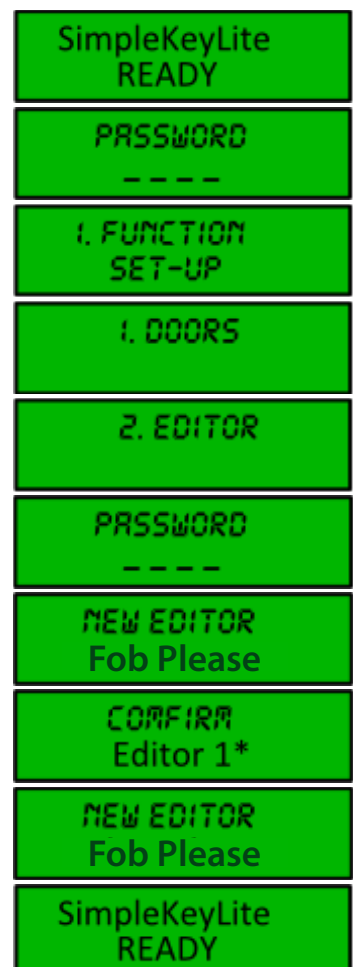 SimpleKeyLite
READY
PASSWORD
_ _ _ _
1. FUNCTION
SET-UP
1. DOORS
2. EDITOR
PASSWORD
_ _ _ _
NEW EDITOR
Fob Please
CONFIRM
Editor 1*
NEW EDITOR
Fob Please
SimpleKeyLite
READY